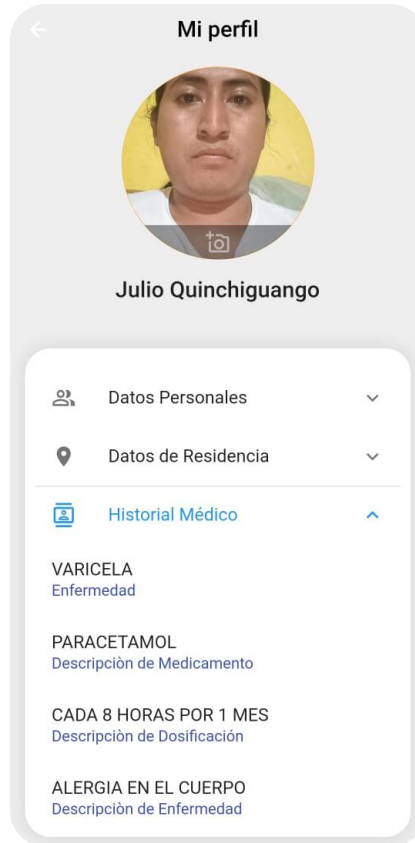 Mi perfil
Julio Quinchiguango
Datos Personales
Datos de Residencia
Historial Médico
VARICELA
Enfermedad
PARACETAMOL
Descripciòn de Medicamento
CADA 8 HORAS POR 1 MES
Descripciòn de Dosificación
ALERGIA EN EL CUERPO
Descripciòn de Enfermedad